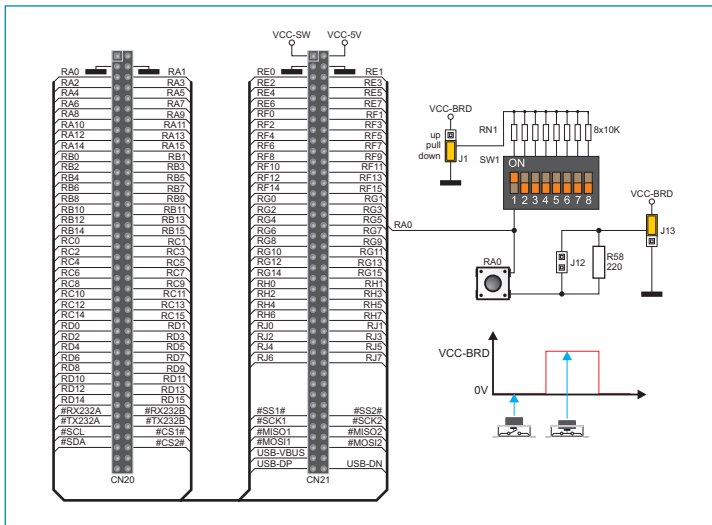 VCC-SW VCC-5V
RA0 RA1
RA2 RA3
RA4 RA5
RA6 RA7
RA8 RA9
RA10 RA11
RA12 RA13
RA14 RA15
RB0 RB1
RB2 RB3
RB4 RB5
RB6 RB7
RB8 RB9
RB10 RB11
RB12 RB13
RB14 RB15
RC0 RC1
RC2 RC3
RC4 RC5
RC6 RC7
RC8 RC9
RC10 RC11
RC12 RC13
RC14 RC15
RD0 RD1
RD2 RD3
RD4 RD5
RD6 RD7
RD8 RD9
RD10 RD11
RD12 RD13
RD14 RD15
#RX232A #RX232B
#TX232A #TX232B
#SCL #CS1#
#SDA #CS2#
CN20
RE0 RE1
RE2 RE3
RE4 RE5
RE6 RE7
RF0 RF1
RF2 RF3
RF4 RF5
RF6 RF7
RF8 RF9
RF10 RF11
RF12 RF13
RF14 RF15
RG0 RG1
RG2 RG3
RG4 RG5
RG6 RG7
RG8 RG9
RG10 RG11
RG12 RG13
RG14 RG15
RH0 RH1
RH2 RH3
RH4 RH5
RH6 RH7
RJ0 RJ1
RJ2 RJ3
RJ4 RJ5
RJ6 RJ7
#SS1# #SS2#
#SCK1 #SCK2
#MISO1 #MISO2
#MOSI1 #MOSI2
USB-VBUS
USB-DP USB-DN
CN21
VCC-BRD
up
pull
down
J1
RN1 8x10K
SW1
ON
1 2 3 4 5 6 7 8
RA0
VCC-BRD
J13
RA0
J12
R58
220
VCC-BRD
0V